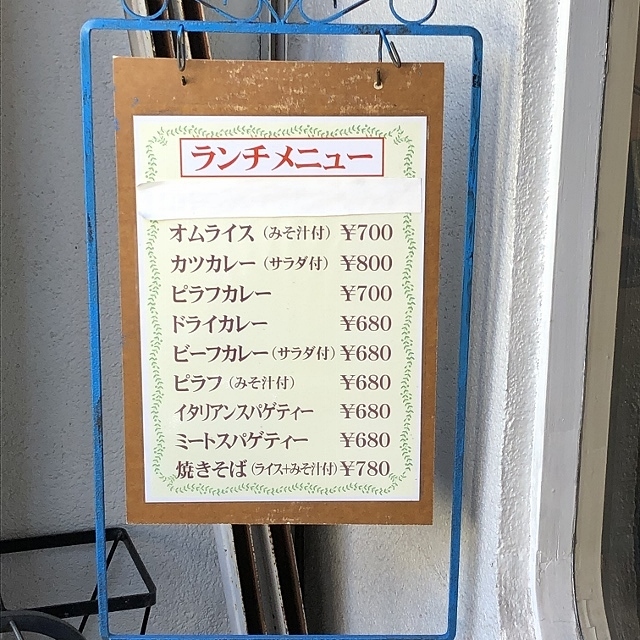 ランチメニュー
オムライス（みそ汁付）￥700
カツカレー（サラダ付）￥800
ピラフカレー ￥700
ドライカレー ￥680
ビーフカレー（サラダ付）￥680
ピラフ（みそ汁付） ￥680
イタリアンスパゲティー ￥680
ミートスパゲティー ￥680
焼きそば（ライス+みそ汁付）￥780